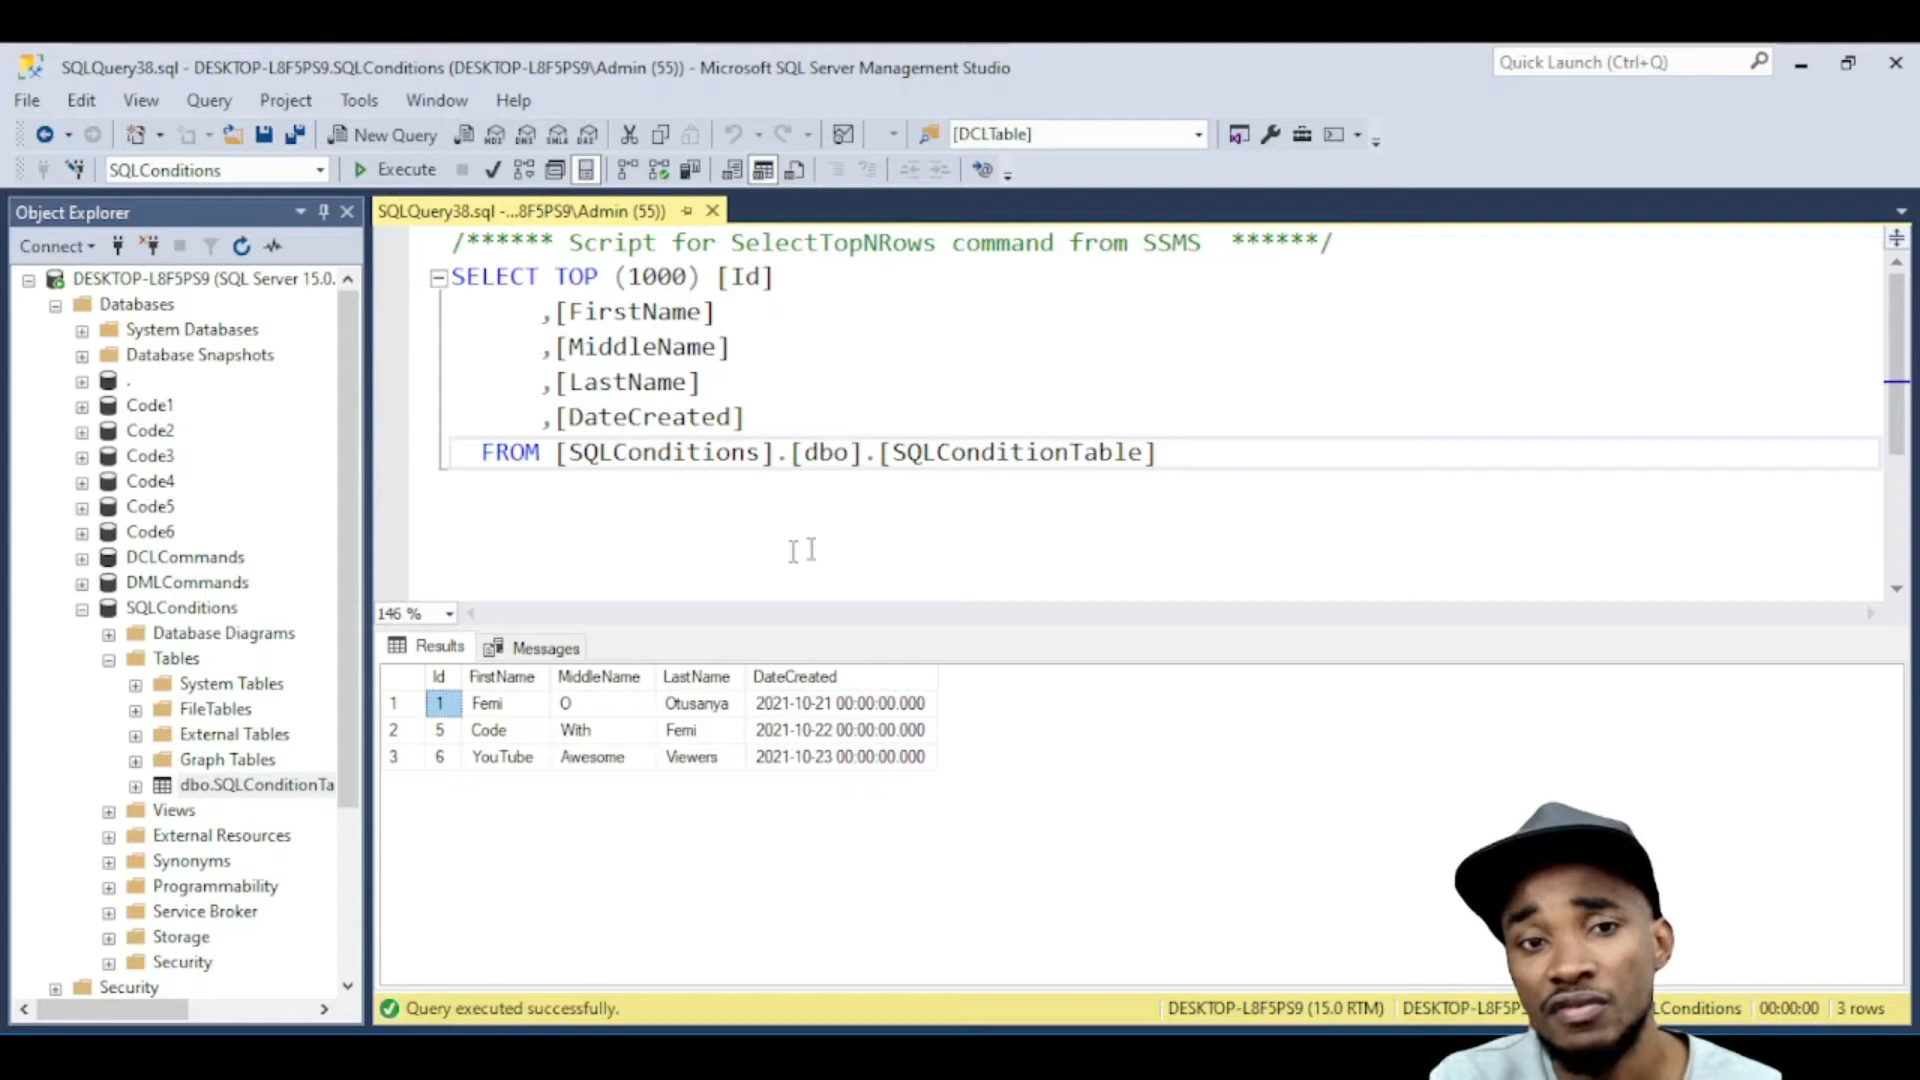 SQLQuery38.sql - DESKTOP-L8F5PS9.SQLConditions (DESKTOP-L8F5PS9\Admin (55)) - Microsoft SQL Server Management Studio
Quick Launch (Ctrl+Q)
File Edit View Query Project Tools Window Help
New Query
[DCLTable]
SQLConditions
Execute
Object Explorer
Connect
DESKTOP-L8F5PS9 (SQL Server 15.0.
Databases
System Databases
Database Snapshots
.
Code1
Code2
Code3
Code4
Code5
Code6
DCLCommands
DMLCommands
SQLConditions
Database Diagrams
Tables
System Tables
FileTables
External Tables
Graph Tables
dbo.SQLConditionTa
Views
External Resources
Synonyms
Programmability
Service Broker
Storage
Security
Security
SQLQuery38.sql -...8F5PS9\Admin (55))
/****** Script for SelectTopNRows command from SSMS ******/
SELECT TOP (1000) [Id]
,[FirstName]
,[MiddleName]
,[LastName]
,[DateCreated]
FROM [SQLConditions].[dbo].[SQLConditionTable]
146 %
Results Messages
Id FirstName MiddleName LastName DateCreated
1 1 Femi O Otusanya 2021-10-21 00:00:00.000
2 5 Code With Femi 2021-10-22 00:00:00.000
3 6 YouTube Awesome Viewers 2021-10-23 00:00:00.000
Query executed successfully.
DESKTOP-L8F5PS9 (15.0 RTM) DESKTOP-L8F5PS LConditions 00:00:00 3 rows